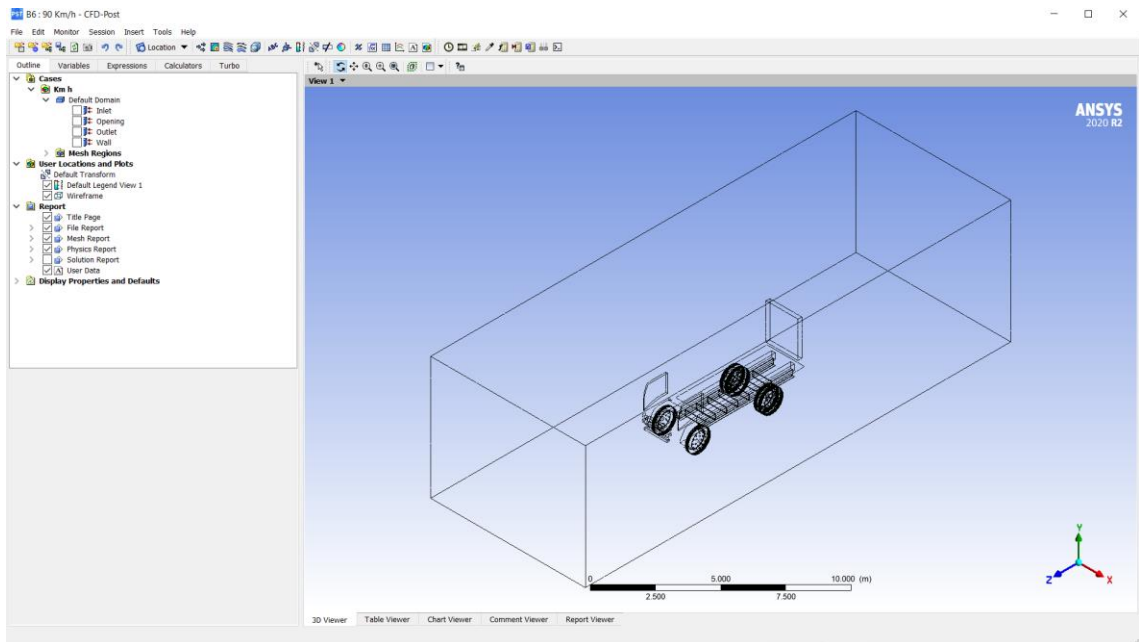 B6 : 90 Km/h - CFD-Post
File Edit Monitor Session Insert Tools Help
Location
Outline Variables Expressions Calculators Turbo
View 1
Cases
Km h
Default Domain
Inlet
Opening
Outlet
Wall
Mesh Regions
User Locations and Plots
Default Transform
Default Legend View 1
Wireframe
Report
Title Page
File Report
Mesh Report
Physics Report
Solution Report
User Data
Display Properties and Defaults
ANSYS
2020 R2
Y
Z X
0 5.000 10.000 (m)
2.500 7.500
3D Viewer Table Viewer Chart Viewer Comment Viewer Report Viewer